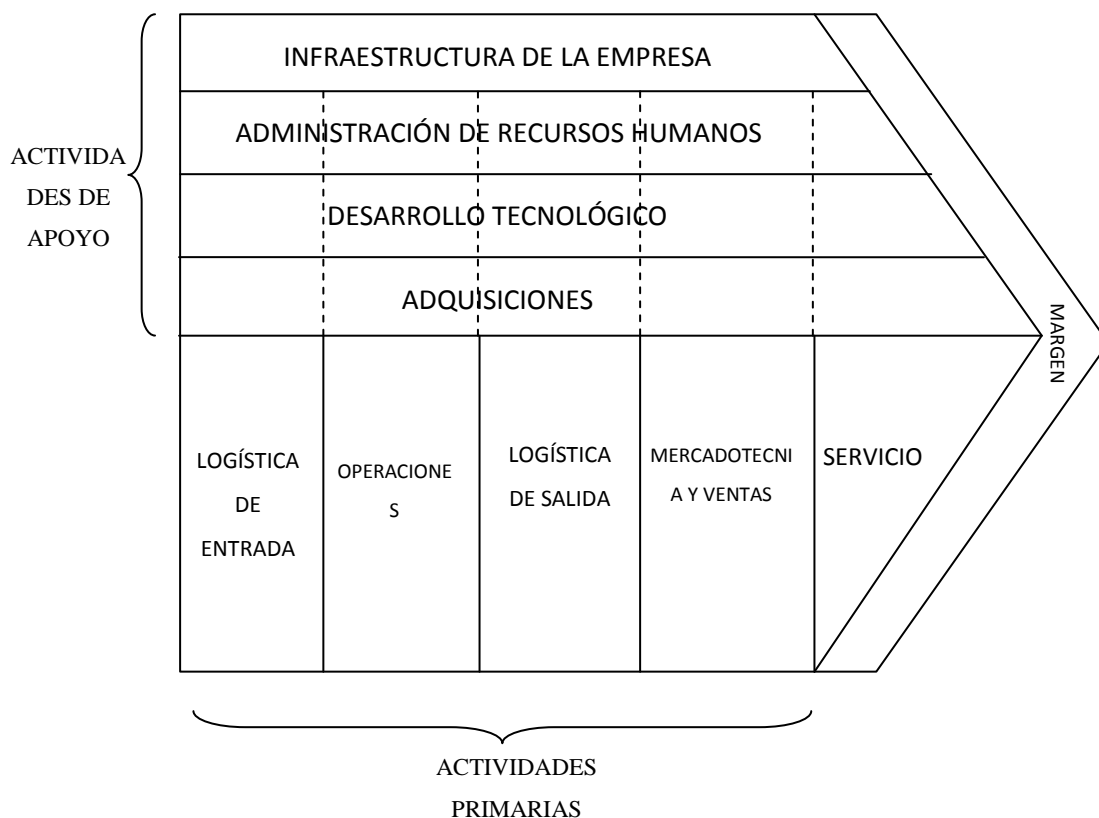 INFRAESTRUCTURA DE LA EMPRESA
ADMINISTRACIÓN DE RECURSOS HUMANOS
DESARROLLO TECNOLÓGICO
ADQUISICIONES
ACTIVIDA
DES DE
APOYO
MARGEN
LOGÍSTICA
DE
ENTRADA
OPERACIONE
S
LOGÍSTICA
DE SALIDA
MERCADOTECNI
A Y VENTAS
SERVICIO
ACTIVIDADES
PRIMARIAS